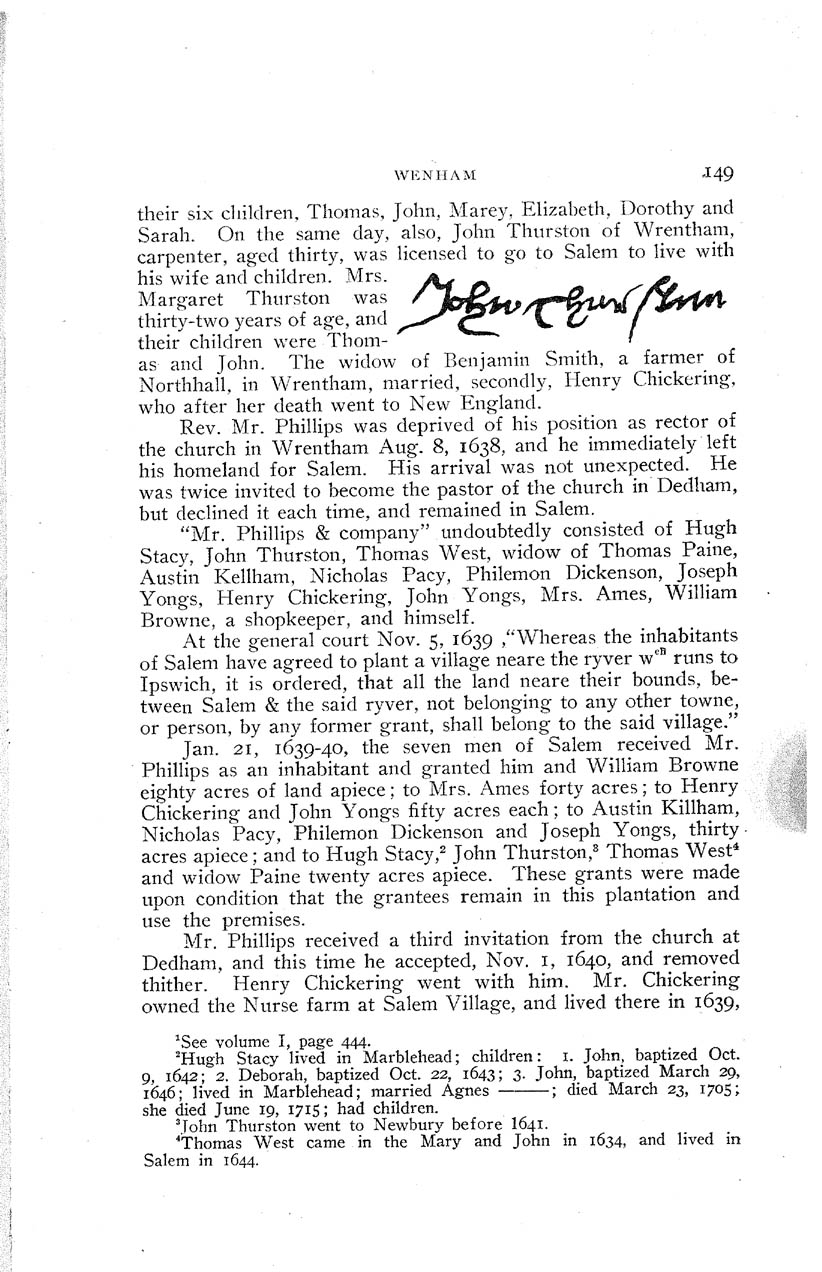 WENHAM 149
their six children, Thomas, John, Marey, Elizabeth, Dorothy and
Sarah. On the same day, also, John Thurston of Wrentham,
carpenter, aged thirty, was licensed to go to Salem to live with
his wife and children. Mrs.
Margaret Thurston was
thirty-two years of age, and
their children were Thom-
John Thurston
as and John. The widow of Benjamin Smith, a farmer of
Northhall, in Wrentham, married, secondly, Henry Chickering,
who after her death went to New England.
Rev. Mr. Phillips was deprived of his position as rector of
the church in Wrentham Aug. 8, 1638, and he immediately left
his homeland for Salem. His arrival was not unexpected. He
was twice invited to become the pastor of the church in Dedham,
but declined it each time, and remained in Salem.
“Mr. Phillips & company” undoubtedly consisted of Hugh
Stacy, John Thurston, Thomas West, widow of Thomas Paine,
Austin Kellham, Nicholas Pacy, Philemon Dickenson, Joseph
Yongs, Henry Chickering, John Yongs, Mrs. Ames, William
Browne, a shopkeeper, and himself.
At the general court Nov. 5, 1639 ,“Whereas the inhabitants
of Salem have agreed to plant a village neare the ryver wᶜʰ runs to
Ipswich, it is ordered, that all the land neare their bounds, be-
tween Salem & the said ryver, not belonging to any other towne,
or person, by any former grant, shall belong to the said village.”
Jan. 21, 1639-40, the seven men of Salem received Mr.
Phillips as an inhabitant and granted him and William Browne
eighty acres of land apiece; to Mrs. Ames forty acres; to Henry
Chickering and John Yongs fifty acres each; to Austin Killham,
Nicholas Pacy, Philemon Dickenson and Joseph Yongs, thirty
acres apiece; and to Hugh Stacy,² John Thurston,³ Thomas West⁴
and widow Paine twenty acres apiece. These grants were made
upon condition that the grantees remain in this plantation and
use the premises.
Mr. Phillips received a third invitation from the church at
Dedham, and this time he accepted, Nov. 1, 1640, and removed
thither. Henry Chickering went with him. Mr. Chickering
owned the Nurse farm at Salem Village, and lived there in 1639,
¹See volume I, page 444.
²Hugh Stacy lived in Marblehead; children: 1. John, baptized Oct.
9, 1642; 2. Deborah, baptized Oct. 22, 1643; 3. John, baptized March 29,
1646; lived in Marblehead; married Agnes ———; died March 23, 1705;
she died June 19, 1715; had children.
³John Thurston went to Newbury before 1641.
⁴Thomas West came in the Mary and John in 1634, and lived in
Salem in 1644.